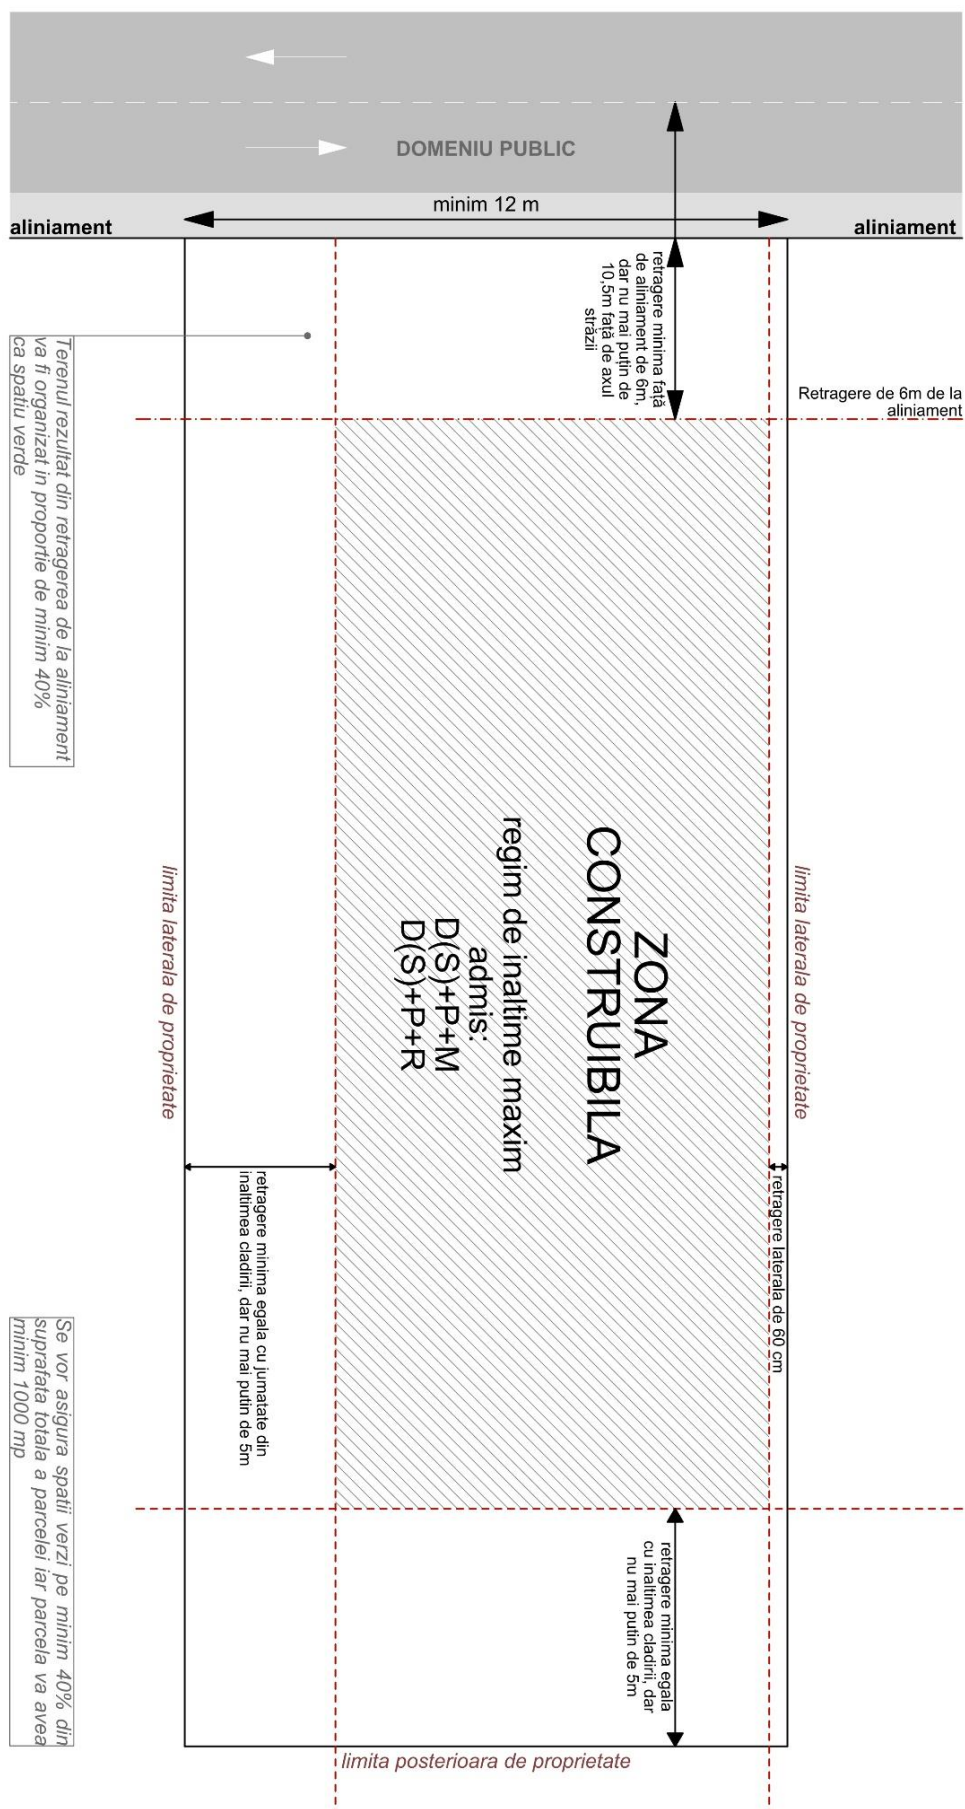 DOMENIU PUBLIC
minim 12 m
aliniament
aliniament
retragere minima față
de aliniament de 6m,
dar nu mai puțin de
10,5m față de axul
străzii
Retragere de 6m de la
aliniament
Terenul rezultat din retragerea de la aliniament
va fi organizat in proportie de minim 40%
ca spatiu verde
ZONA
CONSTRUIBILA
regim de inaltime maxim
admis:
D(S)+P+M
D(S)+P+R
limita laterala de proprietate
limita laterala de proprietate
retragere minima egala cu jumatate din
inaltimea cladirii, dar nu mai putin de 5m
retragere laterala de 60 cm
Se vor asigura spatii verzi pe minim 40% din
suprafata totala a parcelei iar parcela va avea
minim 1000 mp
retragere minima egala
cu inaltimea cladirii, dar
nu mai putin de 5m
limita posterioara de proprietate